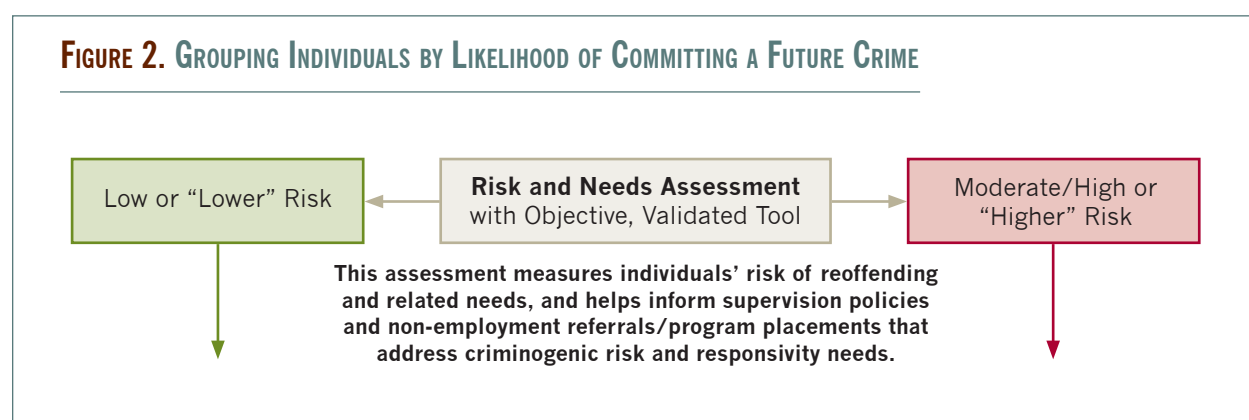 FIGURE 2. GROUPING INDIVIDUALS BY LIKELIHOOD OF COMMITTING A FUTURE CRIME
Low or “Lower” Risk
Risk and Needs Assessment
with Objective, Validated Tool
Moderate/High or
“Higher” Risk
This assessment measures individuals’ risk of reoffending
and related needs, and helps inform supervision policies
and non-employment referrals/program placements that
address criminogenic risk and responsivity needs.